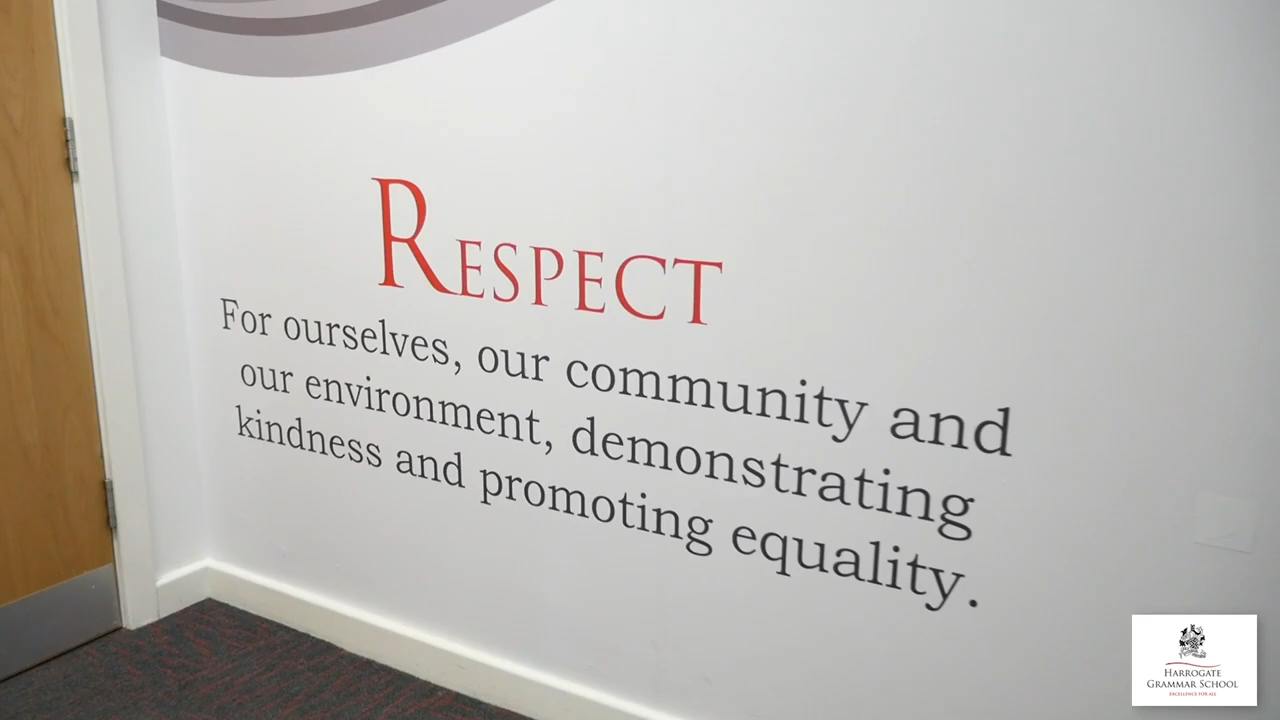 RESPECT
For ourselves, our community and
our environment, demonstrating
kindness and promoting equality.
HARROGATE
GRAMMAR SCHOOL
EXCELLENCE FOR ALL